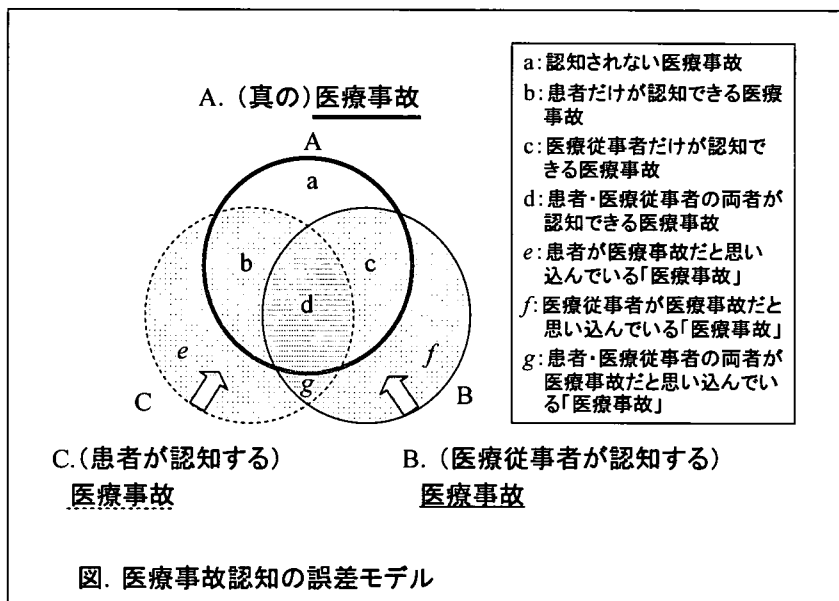 A. (真の)医療事故
A
a
b
c
d
e
f
g
C
B
C.(患者が認知する)
医療事故
B. (医療従事者が認知する)
医療事故
a:認知されない医療事故
b:患者だけが認知できる医療
事故
c:医療従事者だけが認知で
きる医療事故
d:患者・医療従事者の両者が
認知できる医療事故
e:患者が医療事故だと思い
込んでいる「医療事故」
f:医療従事者が医療事故だと
思い込んでいる「医療事故」
g:患者・医療従事者の両者が
医療事故だと思い込んでい
る「医療事故」
図. 医療事故認知の誤差モデル